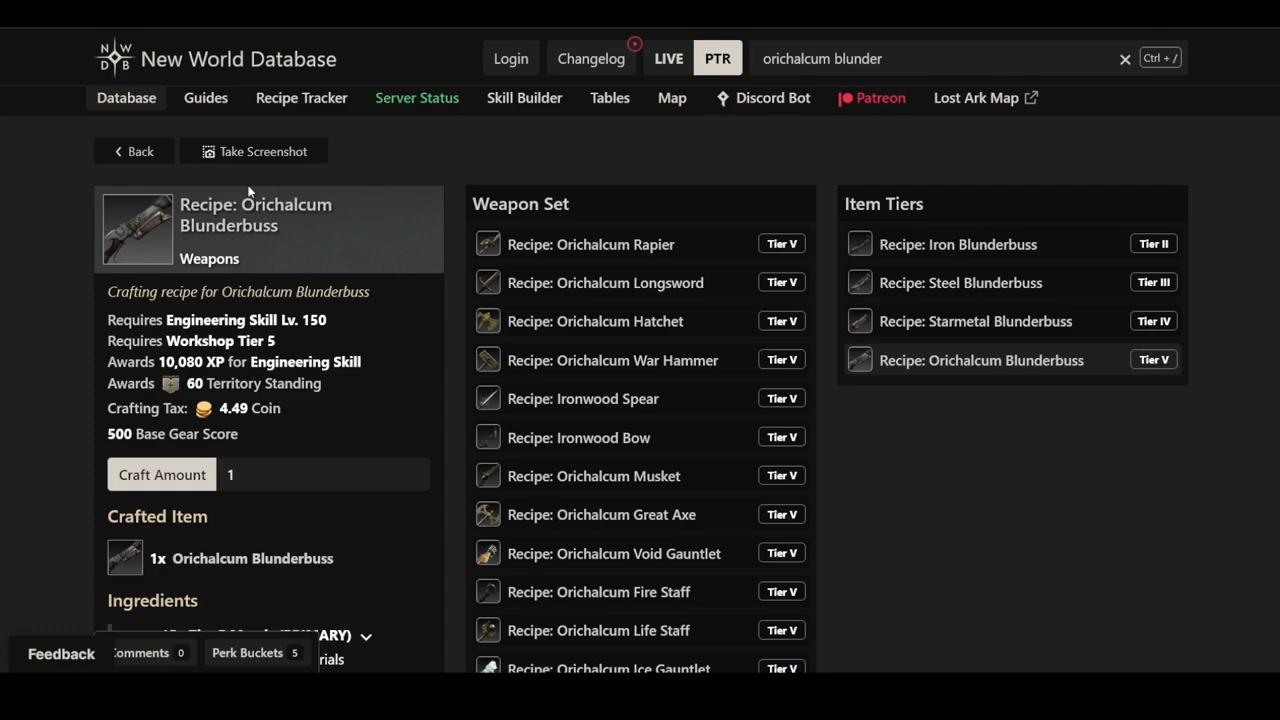 NW
DB
New World Database
Login
Changelog
LIVE
PTR
orichalcum blunder
Ctrl + /
Database
Guides
Recipe Tracker
Server Status
Skill Builder
Tables
Map
Discord Bot
Patreon
Lost Ark Map
Back
Take Screenshot
Recipe: Orichalcum
Blunderbuss
Weapons
Crafting recipe for Orichalcum Blunderbuss
Requires Engineering Skill Lv. 150
Requires Workshop Tier 5
Awards 10,080 XP for Engineering Skill
Awards 60 Territory Standing
Crafting Tax: 4.49 Coin
500 Base Gear Score
Craft Amount 1
Crafted Item
1x Orichalcum Blunderbuss
Ingredients
Feedback
Comments 0
Perk Buckets 5
Weapon Set
Recipe: Orichalcum Rapier Tier V
Recipe: Orichalcum Longsword Tier V
Recipe: Orichalcum Hatchet Tier V
Recipe: Orichalcum War Hammer Tier V
Recipe: Ironwood Spear Tier V
Recipe: Ironwood Bow Tier V
Recipe: Orichalcum Musket Tier V
Recipe: Orichalcum Great Axe Tier V
Recipe: Orichalcum Void Gauntlet Tier V
Recipe: Orichalcum Fire Staff Tier V
Recipe: Orichalcum Life Staff Tier V
Recipe: Orichalcum Ice Gauntlet Tier V
Item Tiers
Recipe: Iron Blunderbuss Tier II
Recipe: Steel Blunderbuss Tier III
Recipe: Starmetal Blunderbuss Tier IV
Recipe: Orichalcum Blunderbuss Tier V